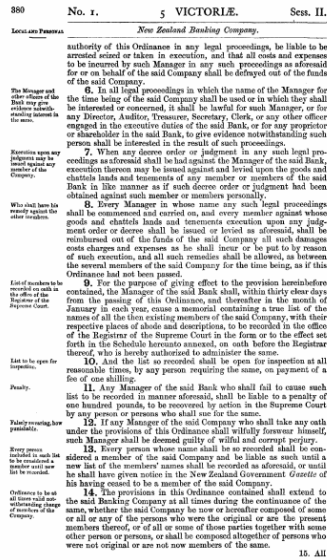 380 No. 1. 5 VICTORIÆ. Sess. II.
LOCAL AND PERSONAL New Zealand Banking Company.
authority of this Ordinance in any legal proceedings, be liable to be
arrested seized or taken in execution, and that all costs and expenses
to be incurred by such Manager in any such proceedings as aforesaid
for or on behalf of the said Company shall be defrayed out of the funds
of the said Company.
The Manager and
other officers of the
Bank may give
evidence notwith-
standing interest in
the same.
6. In all legal proceedings in which the name of the Manager for
the time being of the said Company shall be used or in which they shall
be interested or concerned, it shall be lawful for such Manager, or for
any Director, Auditor, Treasurer, Secretary, Clerk, or any other officer
engaged in the executive duties of the said Bank, or for any proprietor
or shareholder in the said Bank, to give evidence notwithstanding such
person shall be interested in the result of such proceedings.
Execution upon any
judgment may be
issued against any
member of the
Company.
7. When any decree order or judgment in any such legal pro-
ceedings as aforesaid shall be had against the Manager of the said Bank,
execution thereon may be issued against and levied upon the goods and
chattels lands and tenements of any member or members of the said
Bank in like manner as if such decree order or judgment had been
obtained against such member or members personally.
Who shall have his
remedy against the
other members.
8. Every Manager in whose name any such legal proceedings
shall be commenced and carried on, and every member against whose
goods and chattels lands and tenements execution upon any judg-
ment order or decree shall be issued or levied as aforesaid, shall be
reimbursed out of the funds of the said Company all such damages
costs charges and expenses as he shall incur or be put to by reason
of such execution, and all such remedies shall be allowed, as between
the several members of the said Company for the time being, as if this
Ordinance had not been passed.
List of members to be
recorded on oath in
the office of the
Registrar of the
Supreme Court.
9. For the purpose of giving effect to the provision hereinbefore
contained, the Manager of the said Bank shall, within thirty clear days
from the passing of this Ordinance, and thereafter in the month of
January in each year, cause a memorial containing a true list of the
names of all the then existing members of the said Company, with their
respective places of abode and descriptions, to be recorded in the office
of the Registrar of the Supreme Court in the form or to the effect set
forth in the Schedule hereunto annexed, on oath before the Registrar
thereof, who is hereby authorized to administer the same.
List to be open for
inspection.
10. And the list so recorded shall be open for inspection at all
reasonable times, by any person requiring the same, on payment of a
fee of one shilling.
Penalty.
11. Any Manager of the said Bank who shall fail to cause such
list to be recorded in manner aforesaid, shall be liable to a penalty of
one hundred pounds, to be recovered by action in the Supreme Court
by any person or persons who shall sue for the same.
Falsely swearing, how
punishable.
12. If any Manager of the said Company who shall take any oath
under the provisions of this Ordinance shall wilfully forswear himself,
such Manager shall be deemed guilty of wilful and corrupt perjury.
Every person
included in such list
to be considered a
member until new
list be recorded.
13. Every person whose name shall be so recorded shall be con-
sidered a member of the said Company and be liable as such until a
new list of the members' names shall be recorded as aforesaid, or until
he shall have given notice in the New Zealand Government Gazette of
his having ceased to be a member of the said Company.
Ordinance to be at
all times valid not-
withstanding change
of members of the
Company.
14. The provisions in this Ordinance contained shall extend to
the said Banking Company at all times during the continuance of the
same, whether the said Company be now or hereafter composed of some
or all or any of the persons who were the original or are the present
members thereof, or of all or some of those parties together with some
other person or persons, or shall be composed altogether of persons who
were not original or are not now members of the same.
15. All